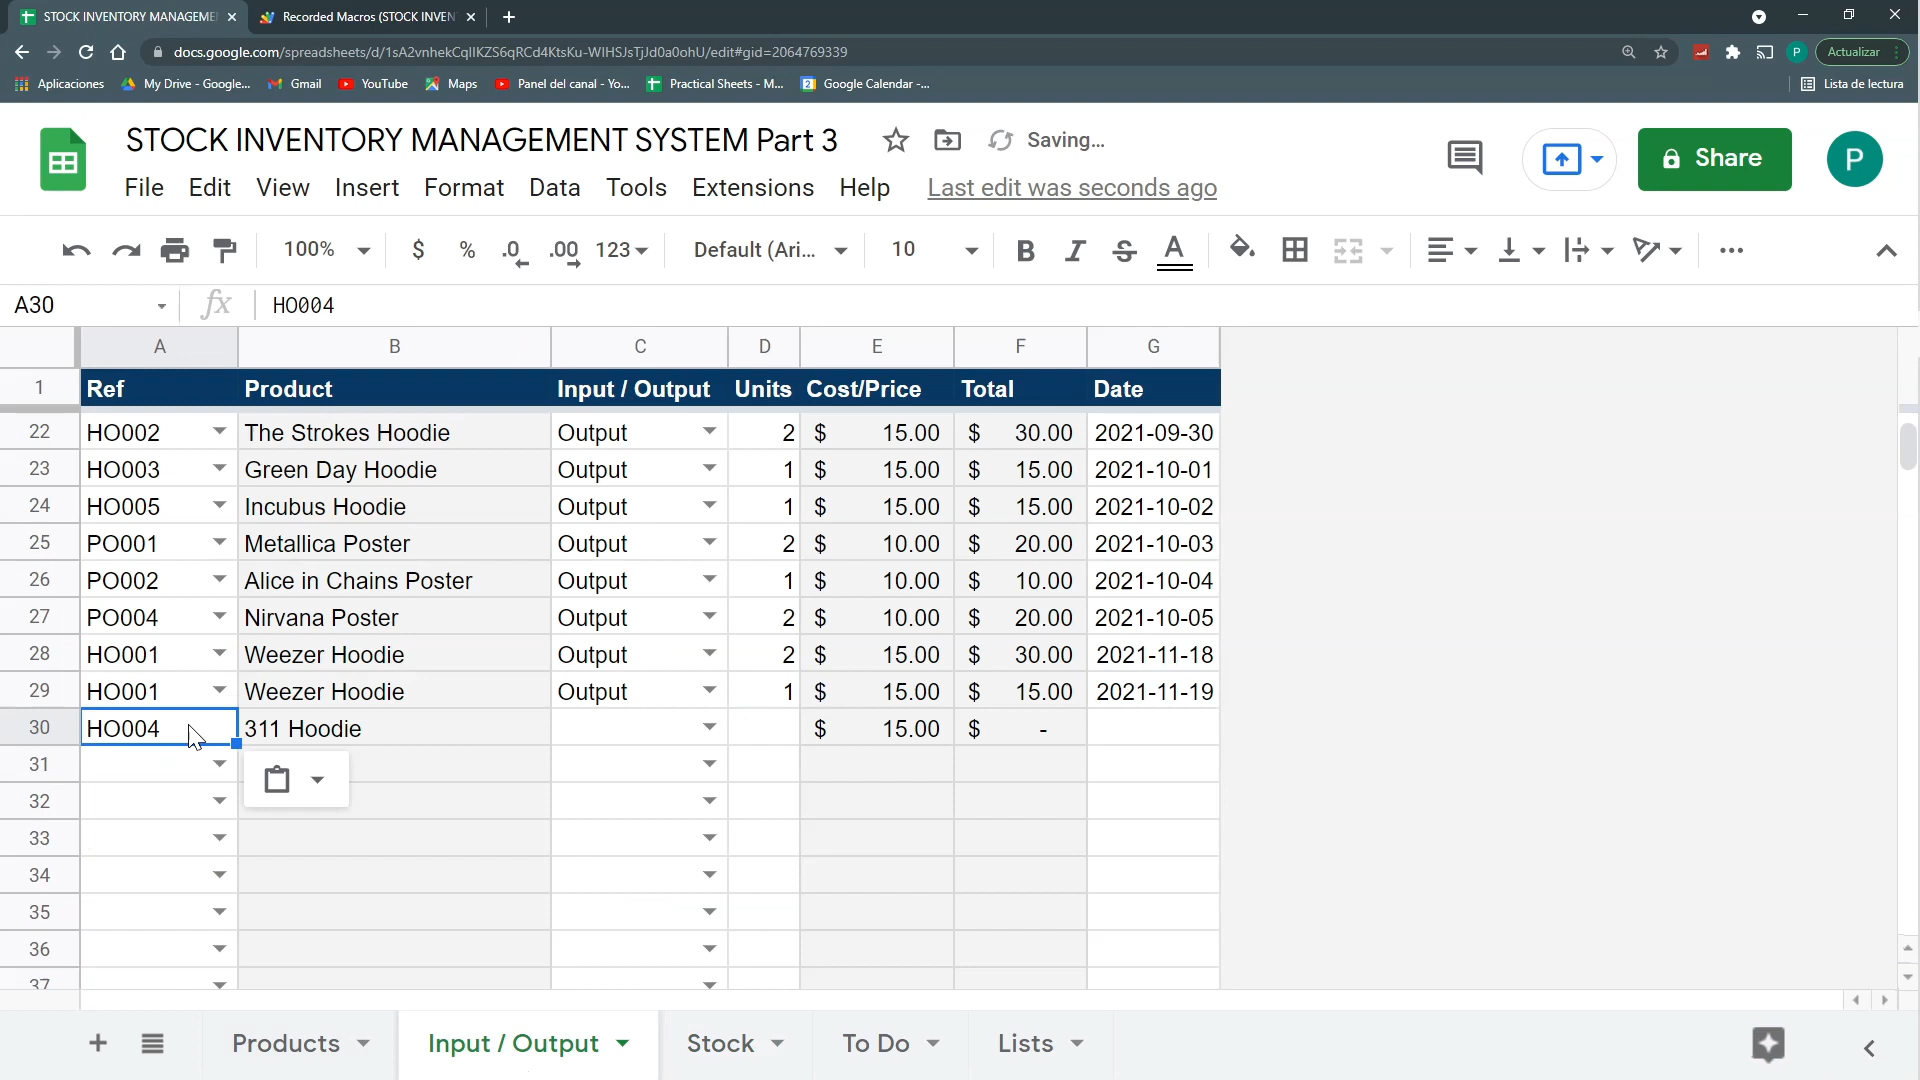 STOCK INVENTORY MANAGEME
Recorded Macros (STOCK INVEN
docs.google.com/spreadsheets/d/1sA2vnhekCqlIKZS6qRCd4KtsKu-WIHSJsTjJd0a0ohU/edit#gid=2064769339
P
Actualizar
Aplicaciones
My Drive - Google...
Gmail
YouTube
Maps
Panel del canal - Yo...
Practical Sheets - M...
Google Calendar -...
Lista de lectura
STOCK INVENTORY MANAGEMENT SYSTEM Part 3
Saving...
Share
P
File Edit View Insert Format Data Tools Extensions Help
Last edit was seconds ago
100% $ % .0 .00 123 Default (Ari... 10 B I S A
A30 fx HO004
A B C D E F G
1 Ref Product Input / Output Units Cost/Price Total Date
22 HO002 The Strokes Hoodie Output 2 $ 15.00 $ 30.00 2021-09-30
23 HO003 Green Day Hoodie Output 1 $ 15.00 $ 15.00 2021-10-01
24 HO005 Incubus Hoodie Output 1 $ 15.00 $ 15.00 2021-10-02
25 PO001 Metallica Poster Output 2 $ 10.00 $ 20.00 2021-10-03
26 PO002 Alice in Chains Poster Output 1 $ 10.00 $ 10.00 2021-10-04
27 PO004 Nirvana Poster Output 2 $ 10.00 $ 20.00 2021-10-05
28 HO001 Weezer Hoodie Output 2 $ 15.00 $ 30.00 2021-11-18
29 HO001 Weezer Hoodie Output 1 $ 15.00 $ 15.00 2021-11-19
30 HO004 311 Hoodie $ 15.00 $ -
31
32
33
34
35
36
37
Products Input / Output Stock To Do Lists